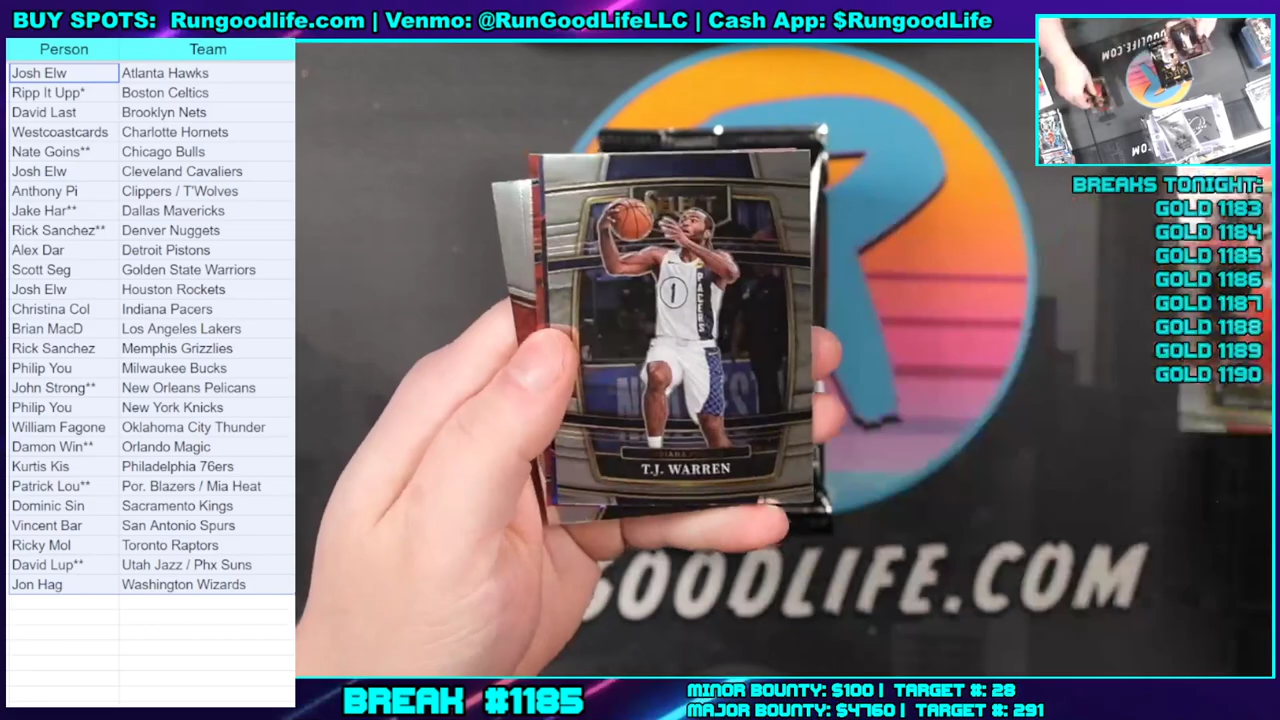 BUY SPOTS: Rungoodlife.com | Venmo: @RunGoodLifeLLC | Cash App: $RungoodLife
Person Team
Josh Elw Atlanta Hawks
Ripp It Upp* Boston Celtics
David Last Brooklyn Nets
Westcoastcards Charlotte Hornets
Nate Goins** Chicago Bulls
Josh Elw Cleveland Cavaliers
Anthony Pi Clippers / T'Wolves
Jake Har** Dallas Mavericks
Rick Sanchez** Denver Nuggets
Alex Dar Detroit Pistons
Scott Seg Golden State Warriors
Josh Elw Houston Rockets
Christina Col Indiana Pacers
Brian MacD Los Angeles Lakers
Rick Sanchez Memphis Grizzlies
Philip You Milwaukee Bucks
John Strong** New Orleans Pelicans
Philip You New York Knicks
William Fagone Oklahoma City Thunder
Damon Win** Orlando Magic
Kurtis Kis Philadelphia 76ers
Patrick Lou** Por. Blazers / Mia Heat
Dominic Sin Sacramento Kings
Vincent Bar San Antonio Spurs
Ricky Mol Toronto Raptors
David Lup** Utah Jazz / Phx Suns
Jon Hag Washington Wizards
SELECT
1
PACERS
T.J. WARREN
GOODLIFE.COM
GOODLIFE
.COM
BREAKS TONIGHT:
GOLD 1183
GOLD 1184
GOLD 1185
GOLD 1186
GOLD 1187
GOLD 1188
GOLD 1189
GOLD 1190
BREAK #1185
MINOR BOUNTY: $100 | TARGET #: 28
MAJOR BOUNTY: $4760 | TARGET #: 291